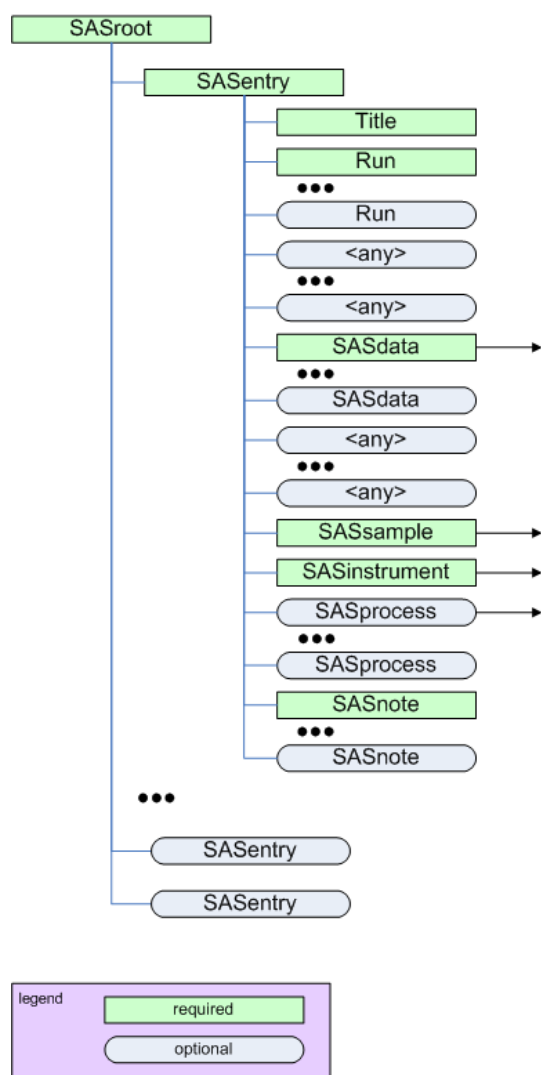 SASroot
SASentry
Title
Run
Run
<any>
<any>
SASdata
SASdata
<any>
<any>
SASsample
SASinstrument
SASprocess
SASprocess
SASnote
SASnote
SASentry
SASentry
legend
required
optional